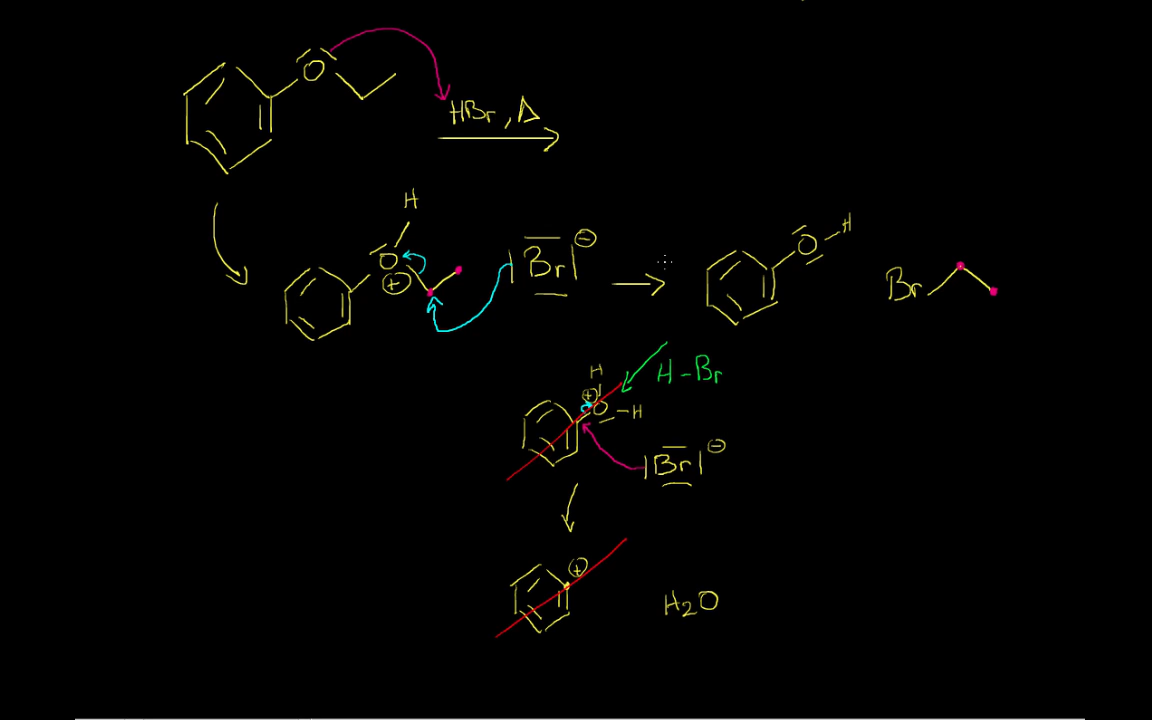 O
HBr, Δ
H
O ⊕ Br ⊖
O H Br
H-Br
H
⊕
O-H
Br ⊖
⊕
H₂O